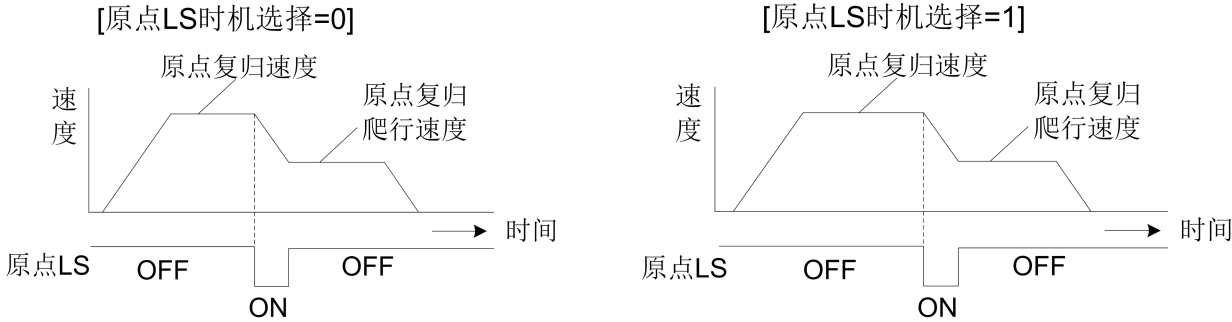 [原点LS时机选择=0]
原点复归速度
速度
原点复归
爬行速度
时间
原点LS
OFF
ON
OFF
[原点LS时机选择=1]
原点复归速度
速度
原点复归
爬行速度
时间
原点LS
OFF
ON
OFF